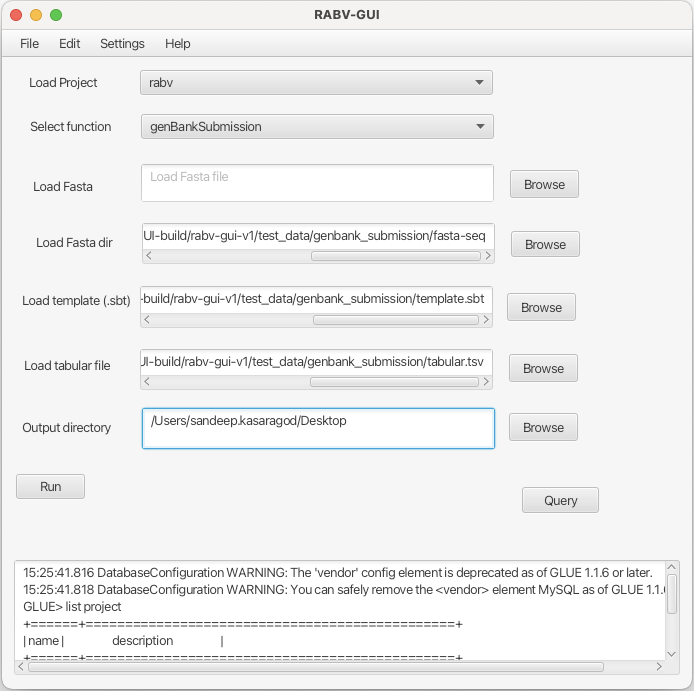 RABV-GUI
File Edit Settings Help
Load Project rabv
Select function genBankSubmission
Load Fasta Load Fasta file Browse
Load Fasta dir UI-build/rabv-gui-v1/test_data/genbank_submission/fasta-seq Browse
Load template (.sbt) -build/rabv-gui-v1/test_data/genbank_submission/template.sbt Browse
Load tabular file UI-build/rabv-gui-v1/test_data/genbank_submission/tabular.tsv Browse
Output directory /Users/sandeep.kasaragod/Desktop Browse
Run
Query
15:25:41.816 DatabaseConfiguration WARNING: The 'vendor' config element is deprecated as of GLUE 1.1.6 or later.
15:25:41.818 DatabaseConfiguration WARNING: You can safely remove the <vendor> element MySQL as of GLUE 1.1.
GLUE> list project
+======+================================================+
| name | description |
+======+================================================+